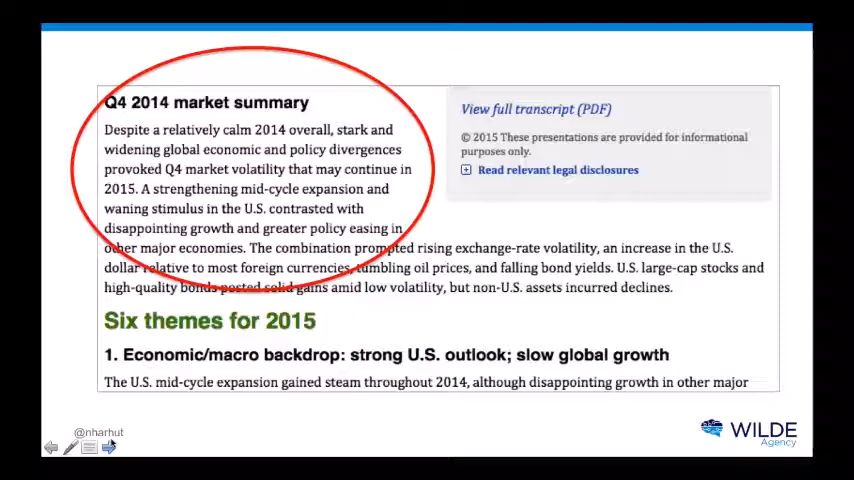 Q4 2014 market summary
Despite a relatively calm 2014 overall, stark and
widening global economic and policy divergences
provoked Q4 market volatility that may continue in
2015. A strengthening mid-cycle expansion and
waning stimulus in the U.S. contrasted with
disappointing growth and greater policy easing in
other major economies. The combination prompted rising exchange-rate volatility, an increase in the U.S.
dollar relative to most foreign currencies, tumbling oil prices, and falling bond yields. U.S. large-cap stocks and
high-quality bonds posted solid gains amid low volatility, but non-U.S. assets incurred declines.
View full transcript (PDF)
© 2015 These presentations are provided for informational
purposes only.
Read relevant legal disclosures
Six themes for 2015
1. Economic/macro backdrop: strong U.S. outlook; slow global growth
The U.S. mid-cycle expansion gained steam throughout 2014, although disappointing growth in other major
@nharhut
WILDE
Agency